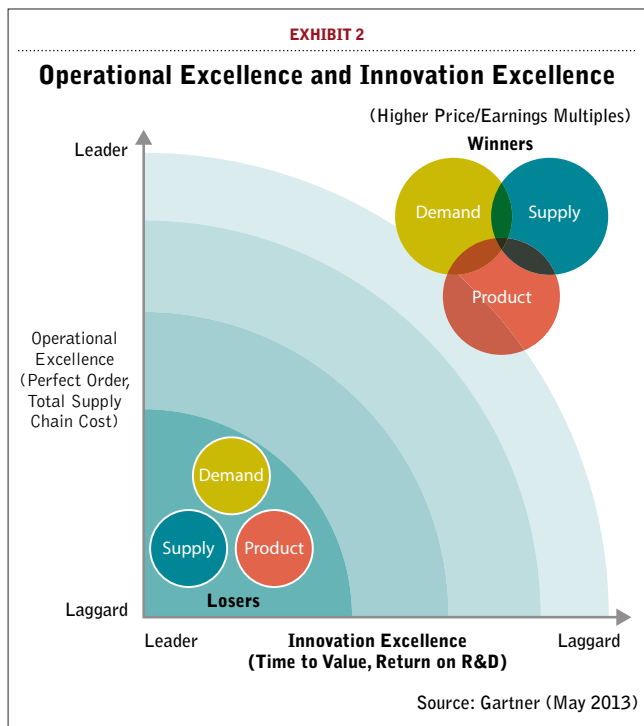 EXHIBIT 2
Operational Excellence and Innovation Excellence
(Higher Price/Earnings Multiples)
Winners
Leader
Demand
Supply
Product
Operational
Excellence
(Perfect Order,
Total Supply
Chain Cost)
Demand
Supply
Product
Losers
Laggard
Leader
Innovation Excellence
Laggard
(Time to Value, Return on R&D)
Source: Gartner (May 2013)